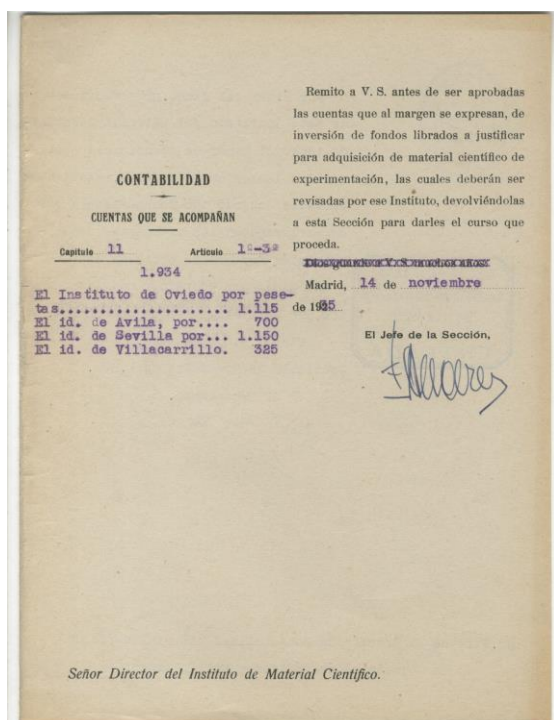 CONTABILIDAD
CUENTAS QUE SE ACOMPAÑAN
Capítulo 11 Artículo 1º-3º
1.934
El Instituto de Oviedo por pese-
tas..................... 1.115
El id. de Avila, por.... 700
El id. de Sevilla por... 1.150
El id. de Villacarrillo. 325
Remito a V. S. antes de ser aprobadas
las cuentas que al margen se expresan, de
inversión de fondos librados a justificar
para adquisición de material científico de
experimentación, las cuales deberán ser
revisadas por ese Instituto, devolviéndolas
a esta Sección para darles el curso que
proceda.
Madrid, 14 de noviembre
de 1935
El Jefe de la Sección,
Señor Director del Instituto de Material Científico.